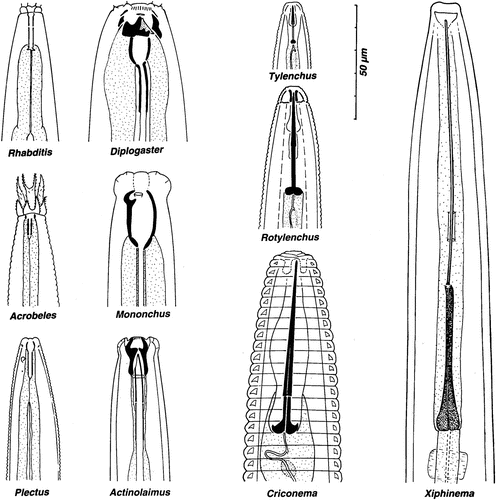 Rhabditis
Diplogaster
Tylenchus
50 µm
Rotylenchus
Acrobeles
Mononchus
Plectus
Actinolaimus
Criconema
Xiphinema